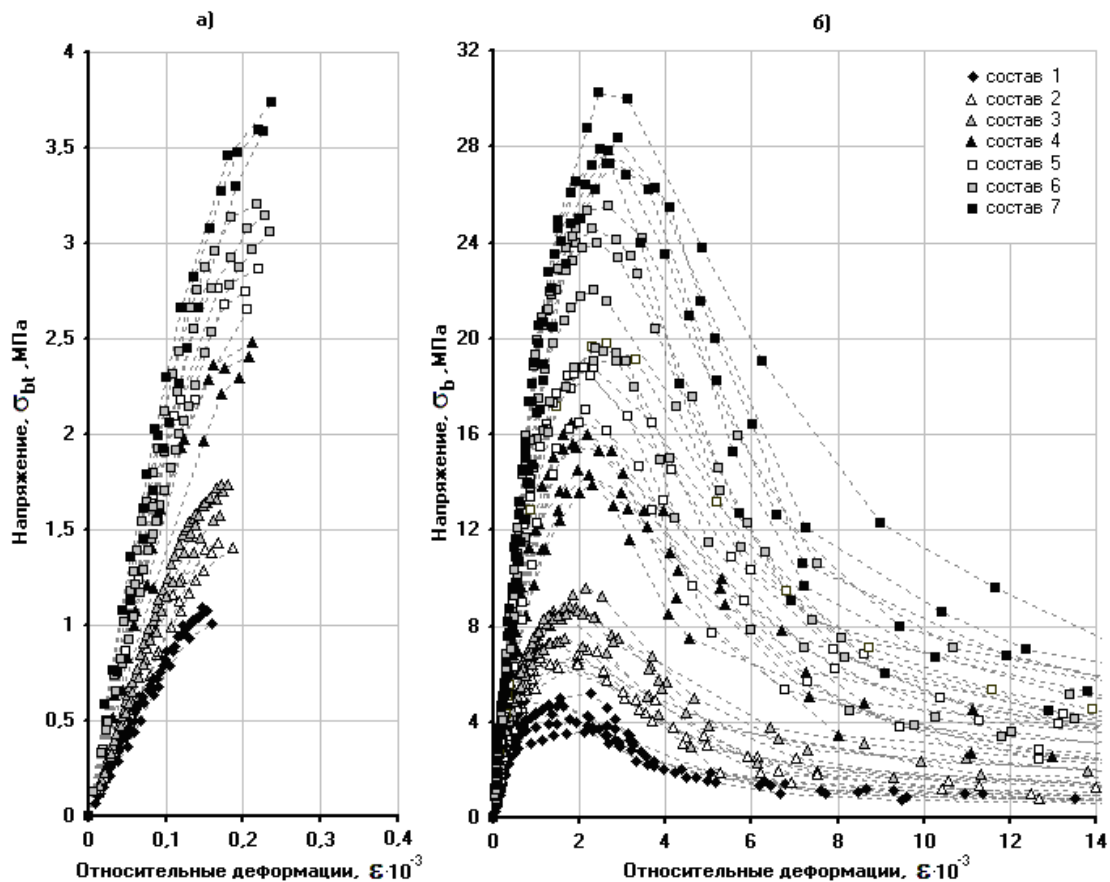 а)
б)
4
3,5
3
2,5
2
1,5
1
0,5
0
Напряжение, σbt , МПа
0
0,1
0,2
0,3
0,4
Относительные деформации, ε·10-3
32
28
24
20
16
12
8
4
0
Напряжение, σb , МПа
0
2
4
6
8
10
12
14
Относительные деформации, ε·10-3
состав 1
состав 2
состав 3
состав 4
состав 5
состав 6
состав 7